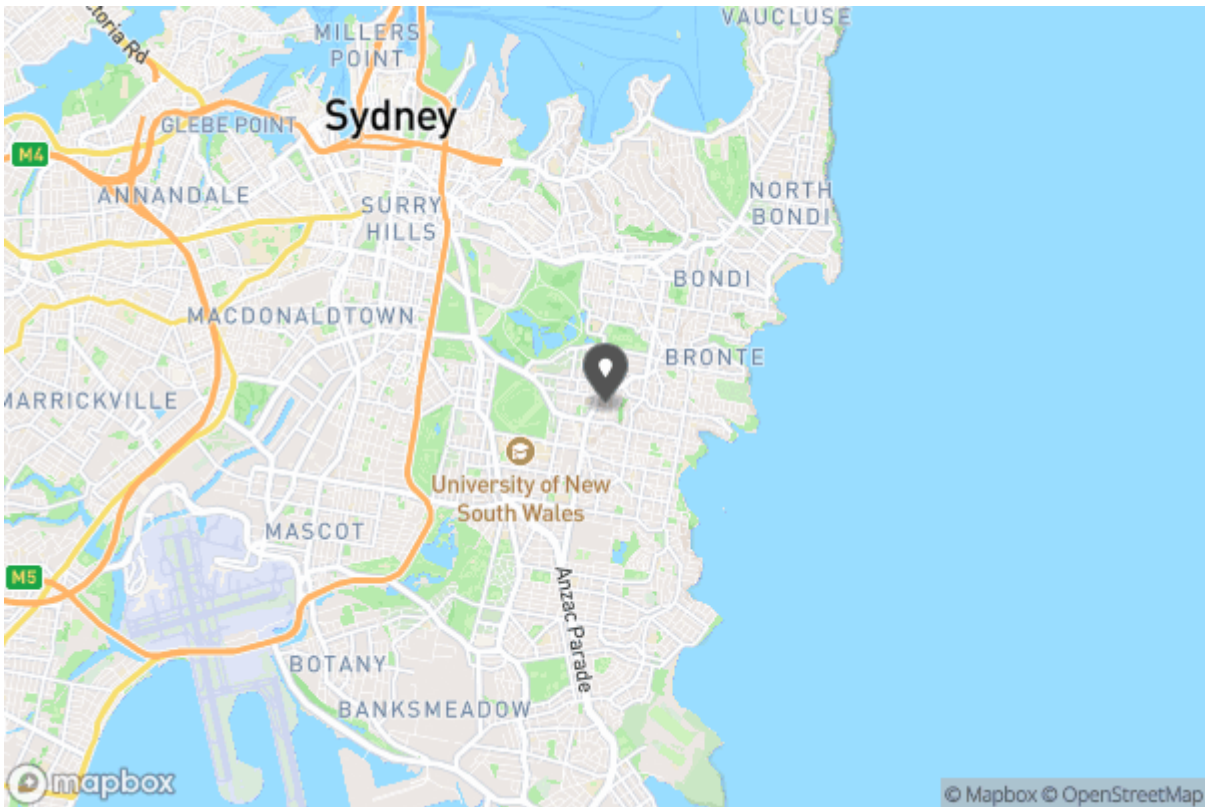 VAUCLUSE
ctoria Rd
MILLERS
POINT
Sydney
GLEBE POINT
M4
ANNANDALE
NORTH
BONDI
SURRY
HILLS
BONDI
MACDONALDTOWN
BRONTE
MARRICKVILLE
University of New
South Wales
MASCOT
M5
Anzac Parade
BOTANY
BANKSMEADOW
mapbox
© Mapbox © OpenStreetMap